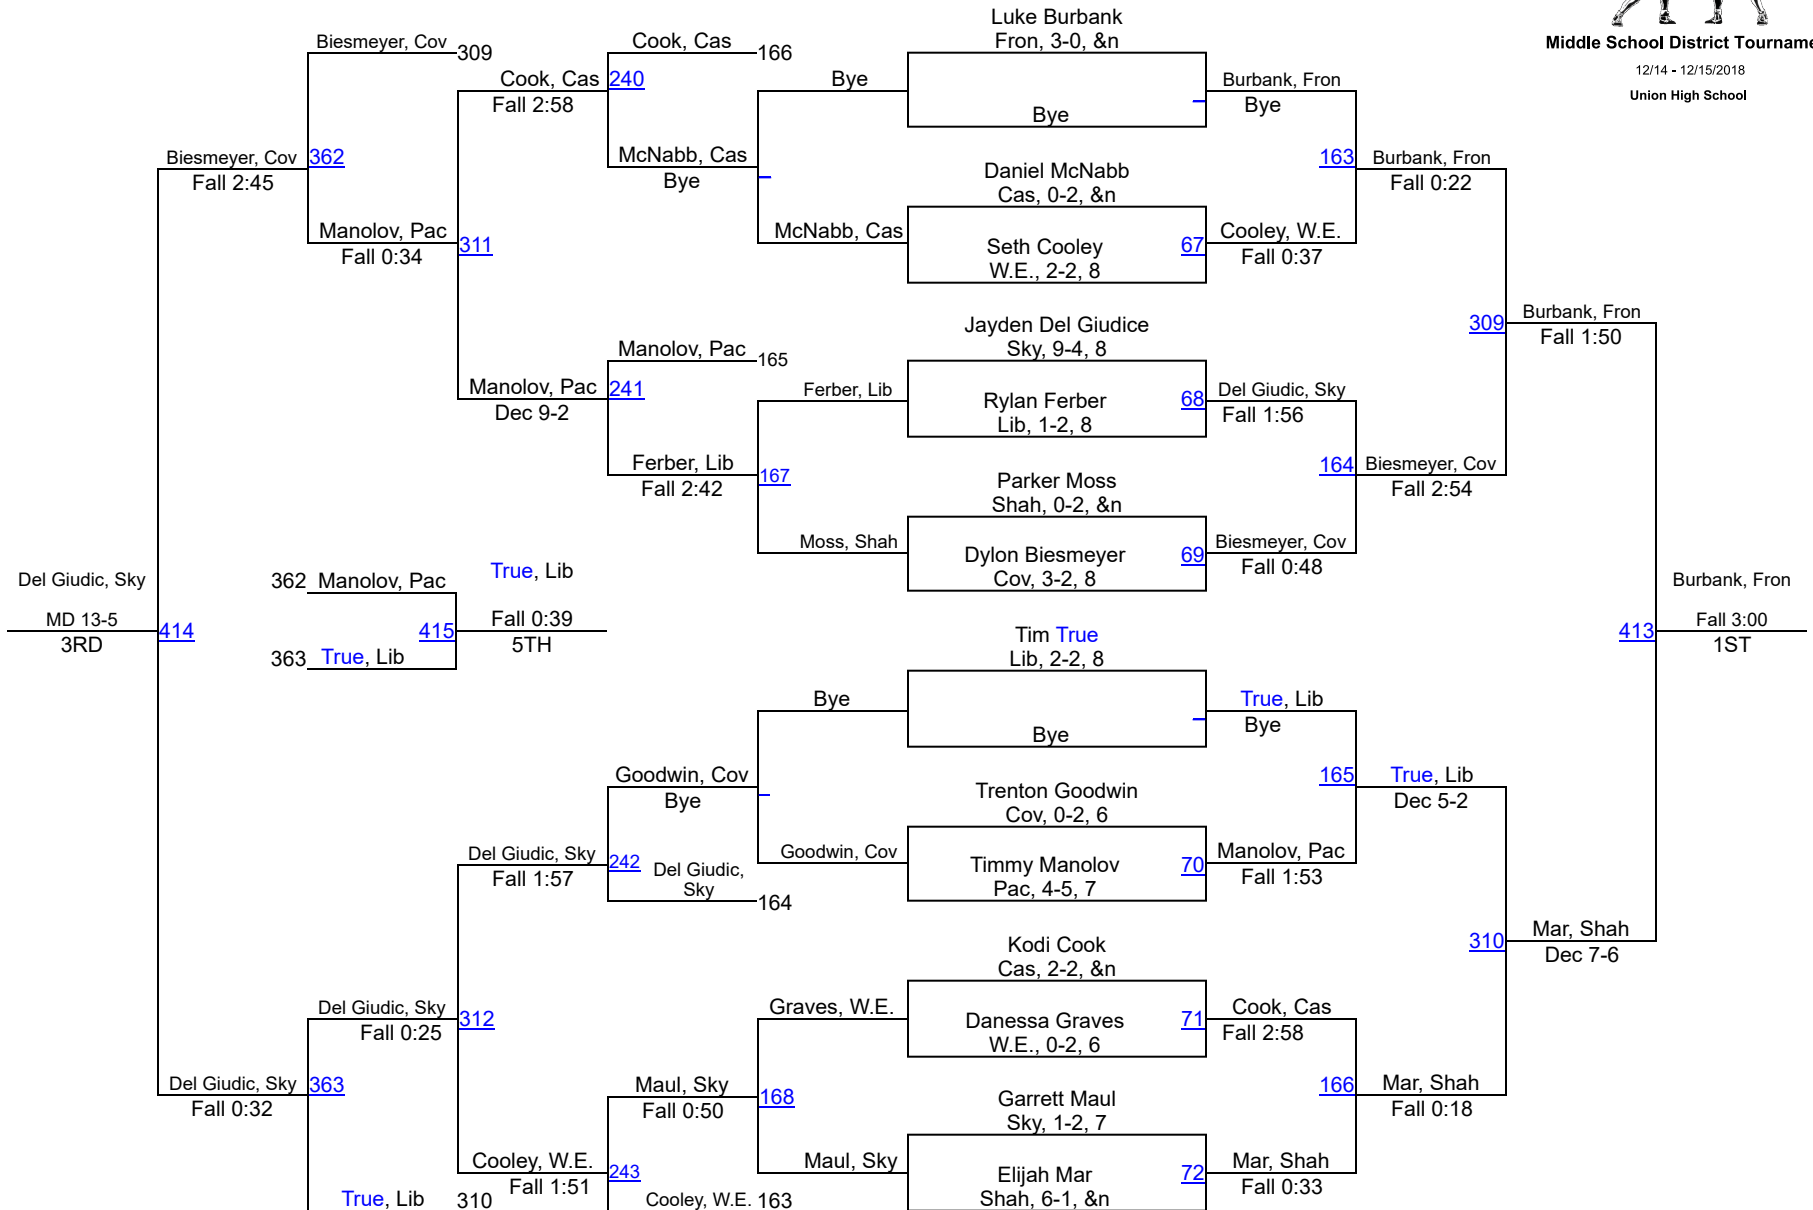 Middle School District Tourname
12/14 - 12/15/2018
Union High School
Luke Burbank
Fron, 3-0, &n
Bye
Daniel McNabb
Cas, 0-2, &n
Seth Cooley
W.E., 2-2, 8
67
Jayden Del Giudice
Sky, 9-4, 8
Rylan Ferber
Lib, 1-2, 8
68
Parker Moss
Shah, 0-2, &n
Dylon Biesmeyer
Cov, 3-2, 8
69
Tim True
Lib, 2-2, 8
Bye
Trenton Goodwin
Cov, 0-2, 6
Timmy Manolov
Pac, 4-5, 7
70
Kodi Cook
Cas, 2-2, &n
Danessa Graves
W.E., 0-2, 6
71
Garrett Maul
Sky, 1-2, 7
Elijah Mar
Shah, 6-1, &n
72
Burbank, Fron
Bye
163
Cooley, W.E.
Fall 0:37
Del Giudic, Sky
Fall 1:56
164
Biesmeyer, Cov
Fall 0:48
True, Lib
Bye
165
Manolov, Pac
Fall 1:53
Cook, Cas
Fall 2:58
166
Mar, Shah
Fall 0:33
Burbank, Fron
Fall 0:22
309
Biesmeyer, Cov
Fall 2:54
True, Lib
Dec 5-2
310
Mar, Shah
Fall 0:18
Burbank, Fron
Fall 1:50
413
Mar, Shah
Dec 7-6
Burbank, Fron
Fall 3:00
1ST
Bye
McNabb, Cas
Ferber, Lib
167
Moss, Shah
Bye
Goodwin, Cov
Graves, W.E.
168
Maul, Sky
Cook, Cas
166
240
McNabb, Cas
Bye
Manolov, Pac
165
241
Ferber, Lib
Fall 2:42
Goodwin, Cov
Bye
242
Del Giudic,
Sky
164
Maul, Sky
Fall 0:50
243
Cooley, W.E.
163
Cook, Cas
Fall 2:58
311
Manolov, Pac
Dec 9-2
Del Giudic, Sky
Fall 1:57
312
Cooley, W.E.
Fall 1:51
Biesmeyer, Cov
309
362
Manolov, Pac
Fall 0:34
Del Giudic, Sky
Fall 0:25
363
True, Lib
310
Biesmeyer, Cov
Fall 2:45
414
Del Giudic, Sky
Fall 0:32
Del Giudic, Sky
MD 13-5
3RD
362
Manolov, Pac
415
363
True, Lib
True, Lib
Fall 0:39
5TH